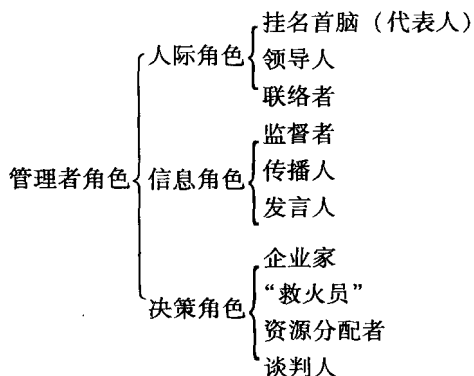 管理者角色
人际角色
挂名首脑（代表人）
领导人
联络者
信息角色
监督者
传播人
发言人
决策角色
企业家
“救火员”
资源分配者
谈判人